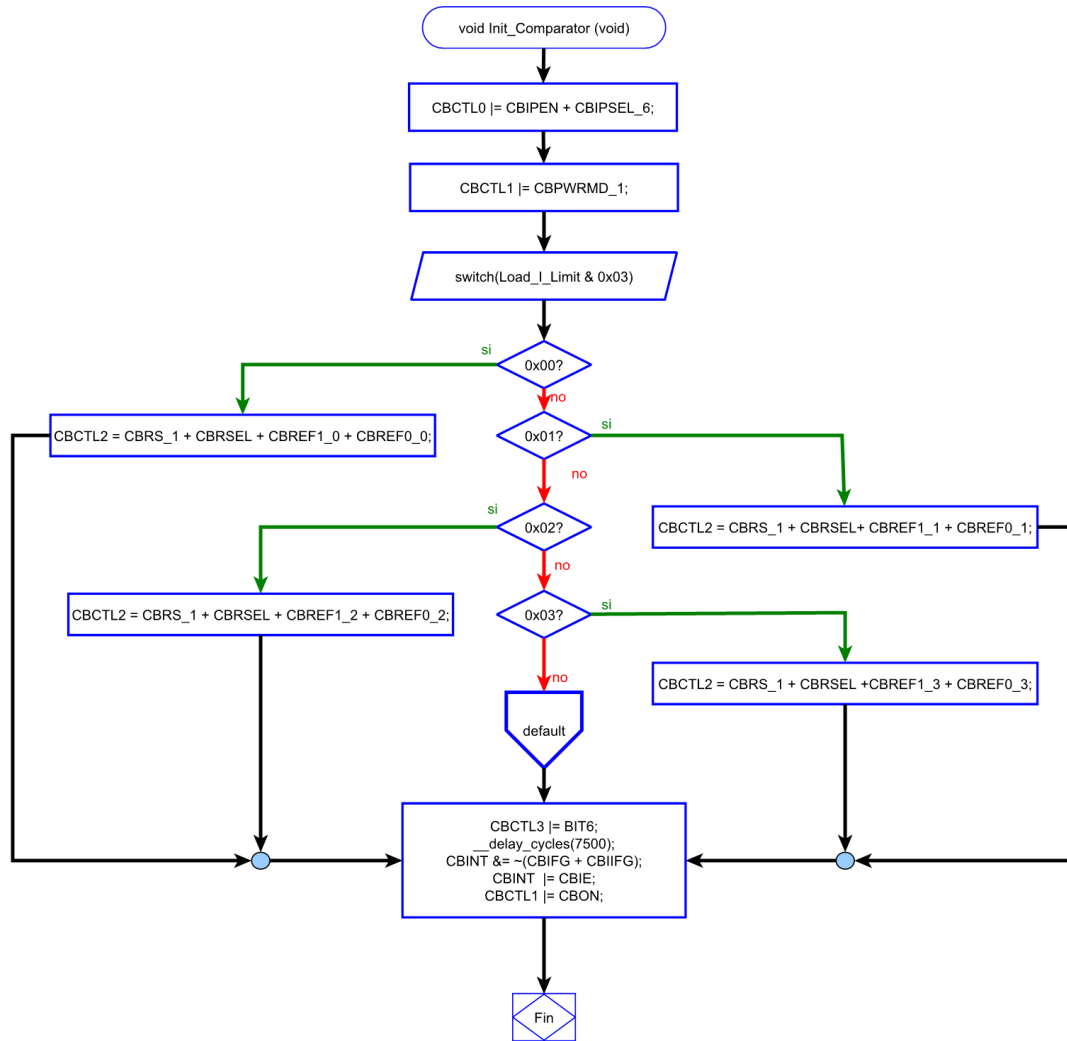 void Init_Comparator (void)
CBCTL0 |= CBIPEN + CBIPSEL_6;
CBCTL1 |= CBPWRMD_1;
switch(Load_I_Limit & 0x03)
si
0x00?
no
CBCTL2 = CBRS_1 + CBRSEL + CBREF1_0 + CBREF0_0;
0x01?
si
no
si
0x02?
CBCTL2 = CBRS_1 + CBRSEL+ CBREF1_1 + CBREF0_1;
no
CBCTL2 = CBRS_1 + CBRSEL + CBREF1_2 + CBREF0_2;
0x03?
si
no
CBCTL2 = CBRS_1 + CBRSEL +CBREF1_3 + CBREF0_3;
default
CBCTL3 |= BIT6;
__delay_cycles(7500);
CBINT &= ~(CBIFG + CBIIFG);
CBINT |= CBIE;
CBCTL1 |= CBON;
Fin